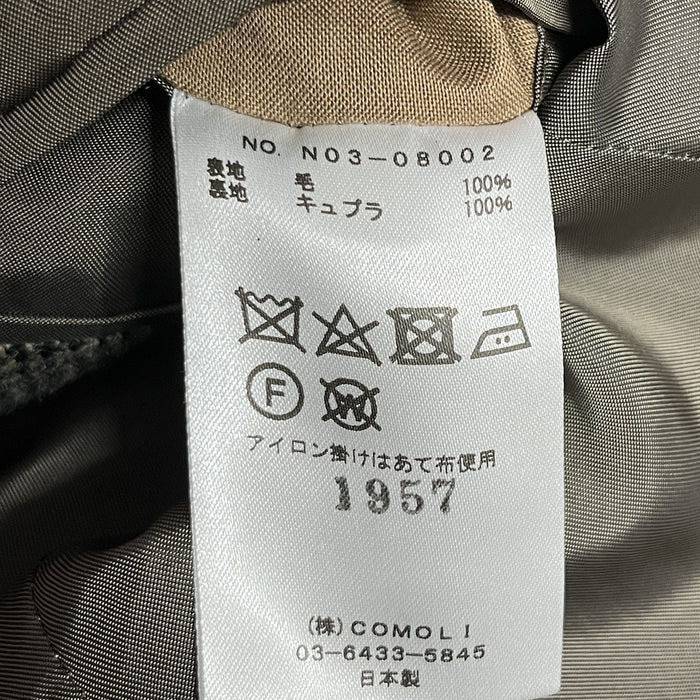 NO. N03-08002
表地 毛 100%
裏地 キュプラ 100%
F
W
アイロン掛けはあて布使用
1957
(株)COMOLI
03-6433-5845
日本製